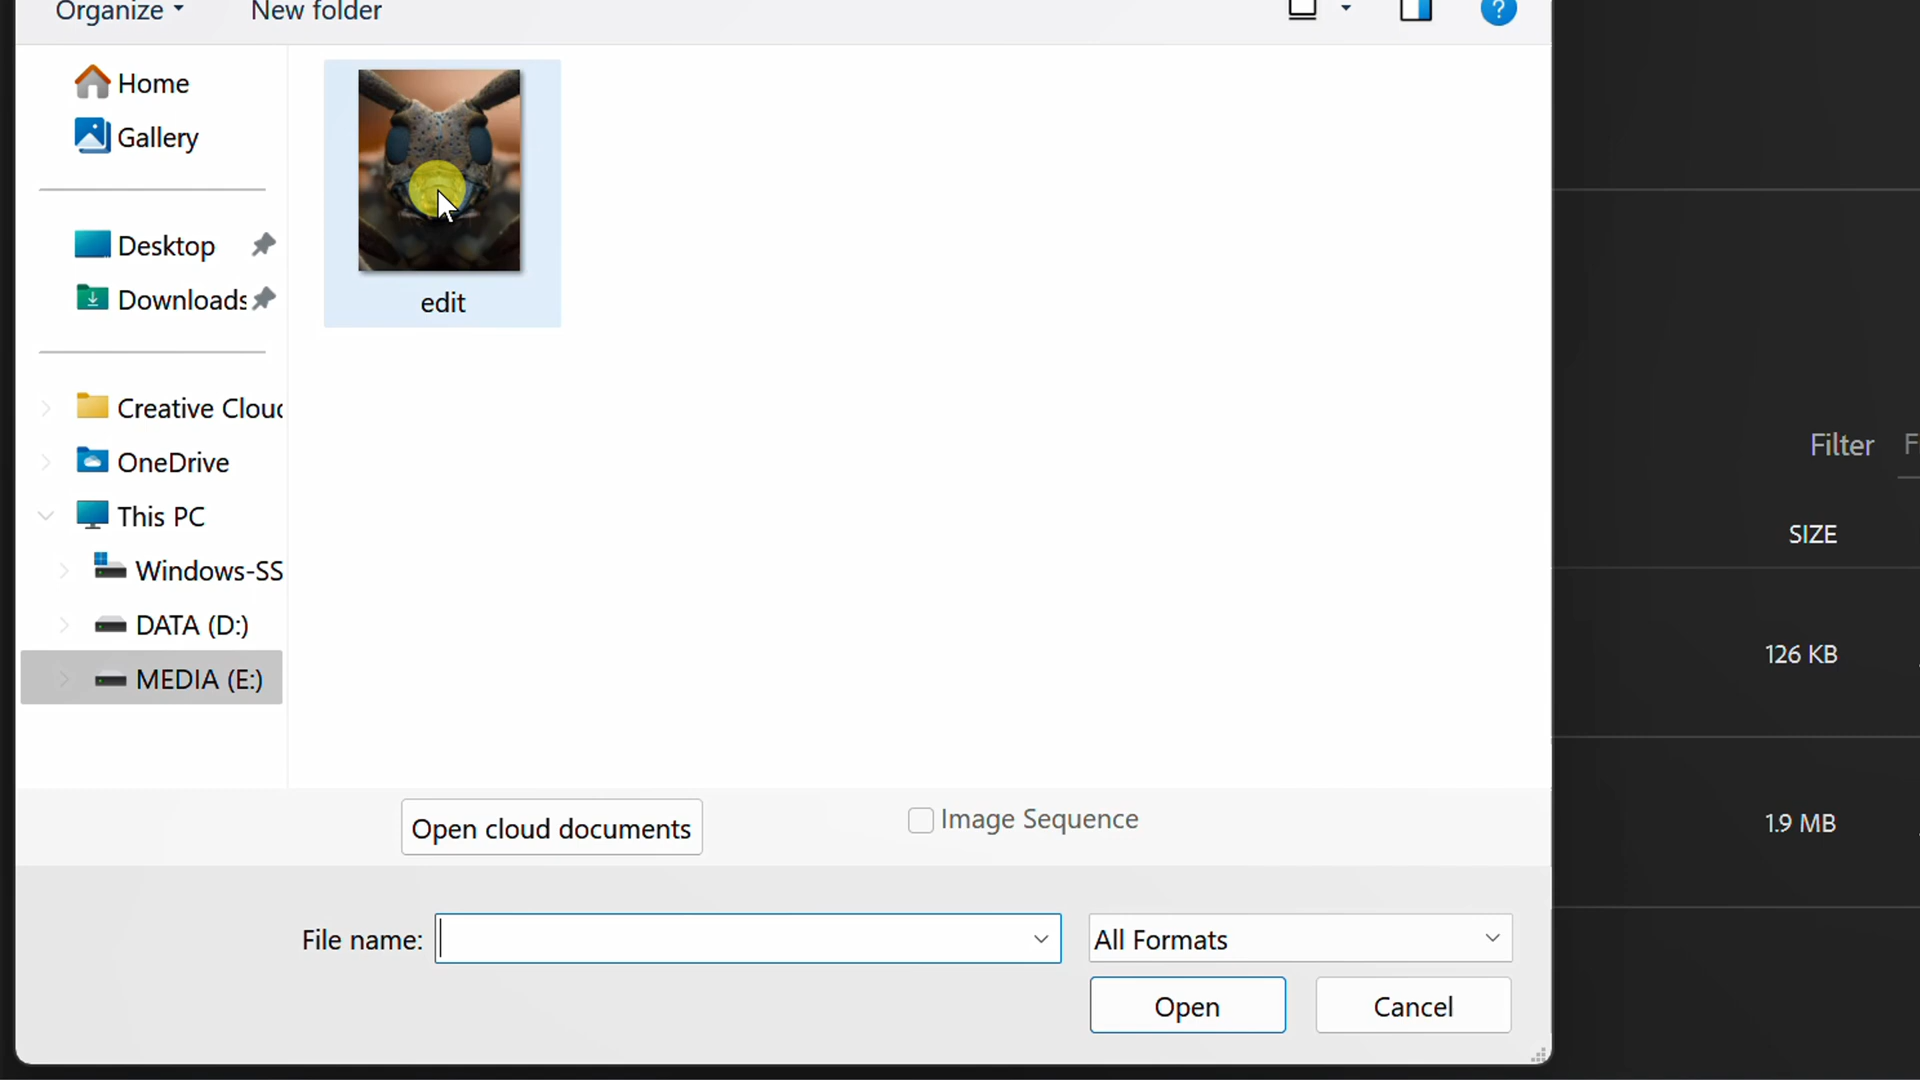 Organize New folder ?
Home
Gallery
Desktop
Downloads
Creative Clou
OneDrive
This PC
Windows-SS
DATA (D:)
MEDIA (E:)
edit
Open cloud documents
Image Sequence
File name:
All Formats
Open
Cancel
Filter
SIZE
126 KB
1.9 MB